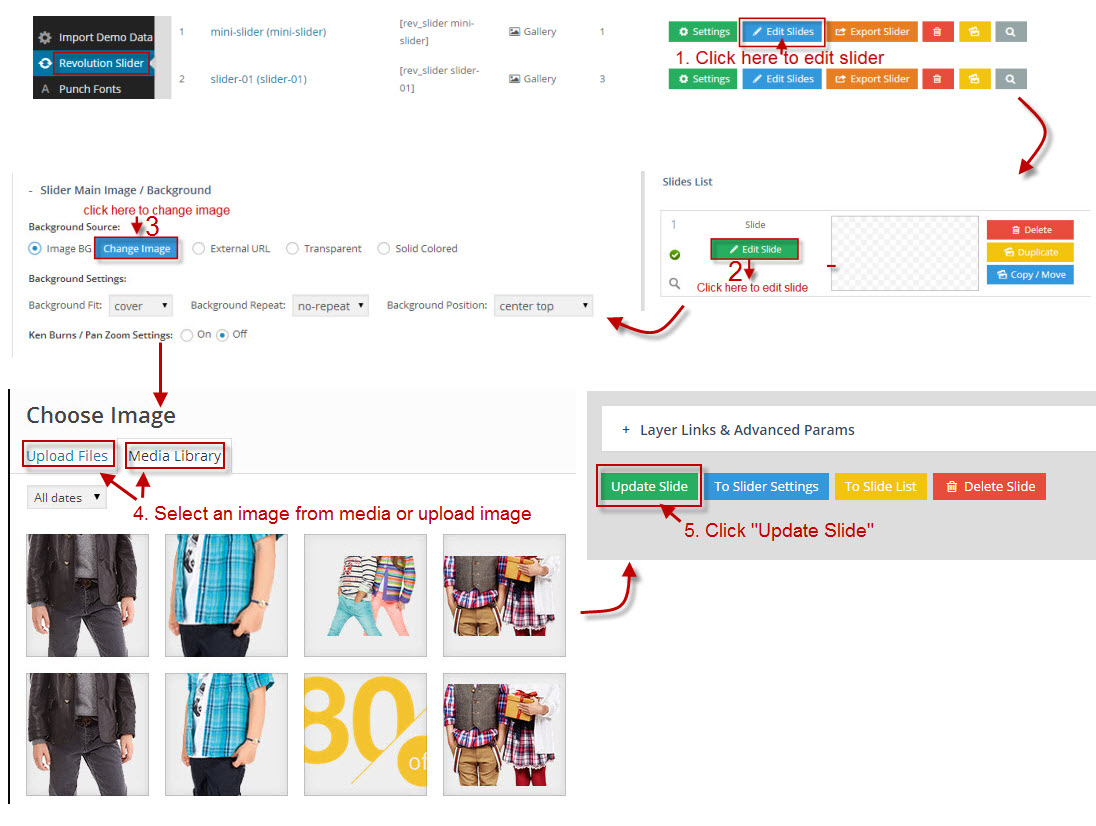 Import Demo Data
Revolution Slider
A Punch Fonts
1 mini-slider (mini-slider) [rev_slider mini-
slider] Gallery 1 Settings Edit Slides Export Slider
1. Click here to edit slider
2 slider-01 (slider-01) [rev_slider slider-
01] Gallery 3 Settings Edit Slides Export Slider
- Slider Main Image / Background
click here to change image
3
Background Source:
Image BG Change Image External URL Transparent Solid Colored
Background Settings:
Background Fit: cover Background Repeat: no-repeat Background Position: center top
Ken Burns / Pan Zoom Settings: On Off
Slides List
1 Slide
Edit Slide
2
Click here to edit slide
Delete
Duplicate
Copy / Move
Choose Image
Upload Files Media Library
All dates
4. Select an image from media or upload image
80
off
+ Layer Links & Advanced Params
Update Slide To Slider Settings To Slide List Delete Slide
5. Click "Update Slide"